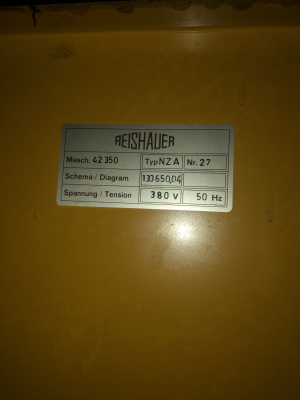 REISHAUER
Masch. 42350 Typ NZA Nr. 27
Schema / Diagram 133650,04
Spannung / Tension 380 V 50 Hz